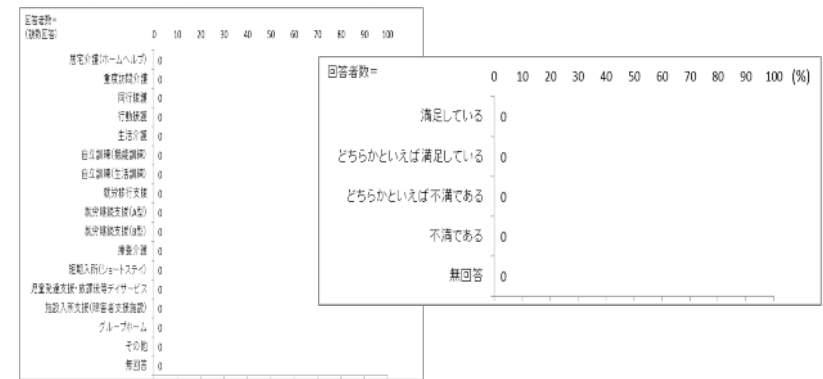 回答者数=
(複数回答)
0 10 20 30 40 50 60 70 80 90 100
居宅介護(ホームヘルプ) 0
重度訪問介護 0
同行援護 0
行動援護 0
生活介護 0
自立訓練(機能訓練) 0
自立訓練(生活訓練) 0
就労移行支援 0
就労継続支援(A型) 0
就労継続支援(B型) 0
療養介護 0
短期入所(ショートステイ) 0
児童発達支援・放課後等デイサービス 0
施設入所支援(障害者支援施設) 0
グループホーム 0
その他 0
無回答 0
回答者数=
0 10 20 30 40 50 60 70 80 90 100 (%)
満足している 0
どちらかといえば満足している 0
どちらかといえば不満である 0
不満である 0
無回答 0